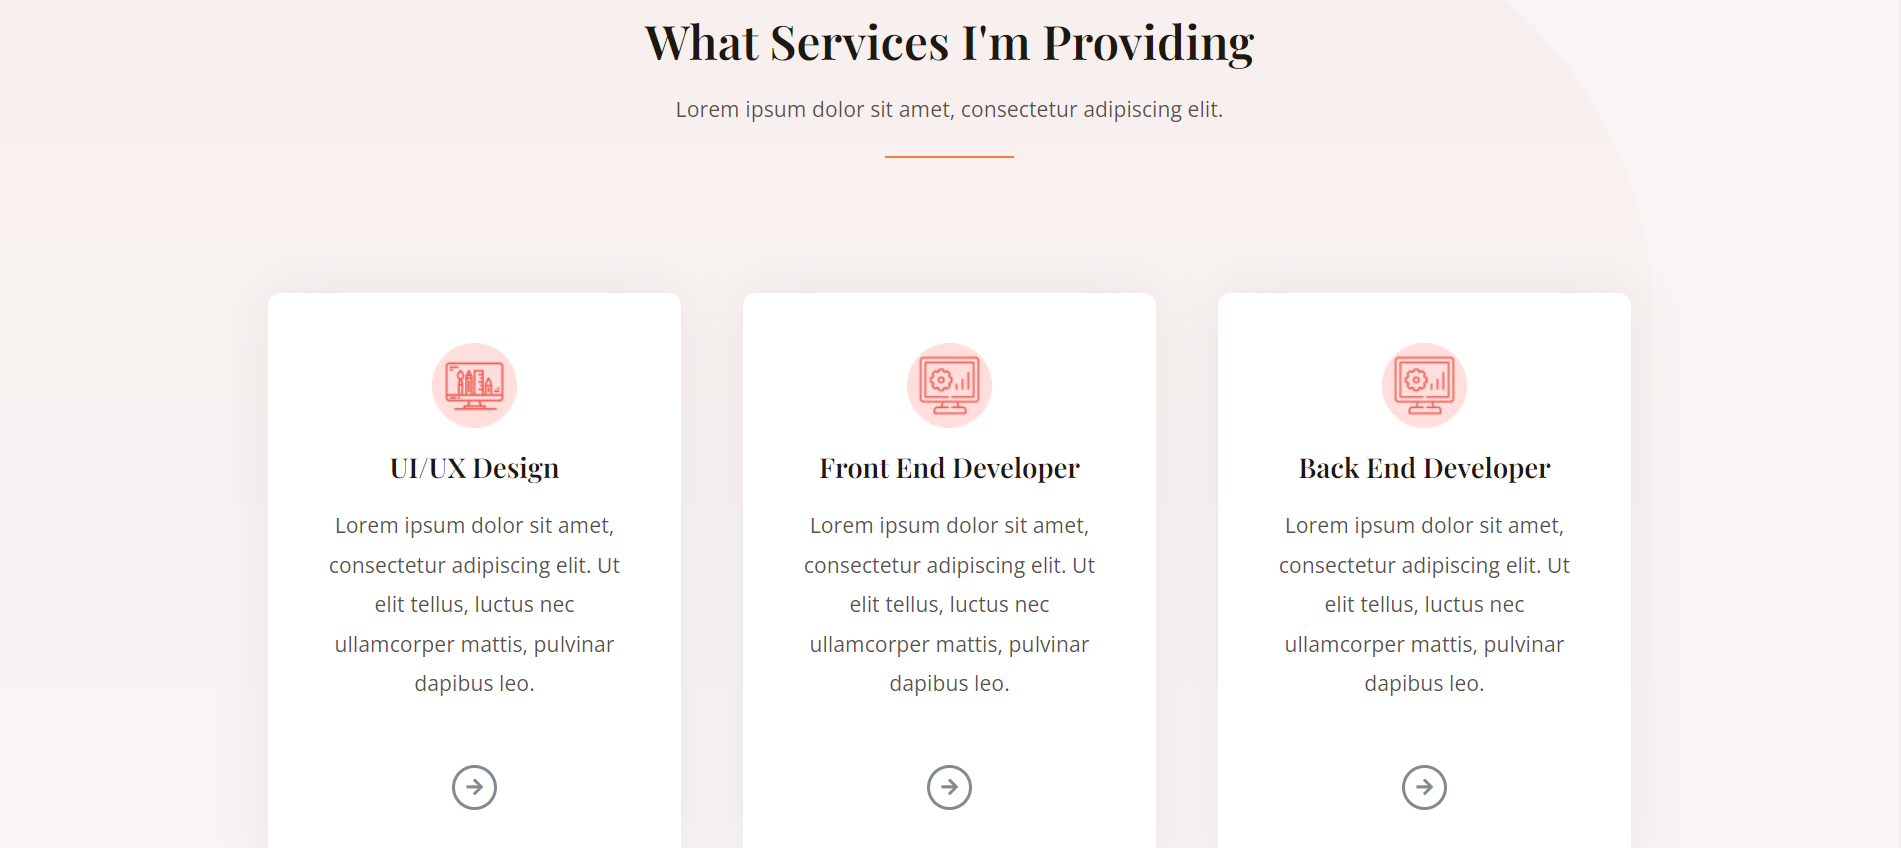 What Services I'm Providing
Lorem ipsum dolor sit amet, consectetur adipiscing elit.
UI/UX Design
Lorem ipsum dolor sit amet,
consectetur adipiscing elit. Ut
elit tellus, luctus nec
ullamcorper mattis, pulvinar
dapibus leo.
Front End Developer
Lorem ipsum dolor sit amet,
consectetur adipiscing elit. Ut
elit tellus, luctus nec
ullamcorper mattis, pulvinar
dapibus leo.
Back End Developer
Lorem ipsum dolor sit amet,
consectetur adipiscing elit. Ut
elit tellus, luctus nec
ullamcorper mattis, pulvinar
dapibus leo.